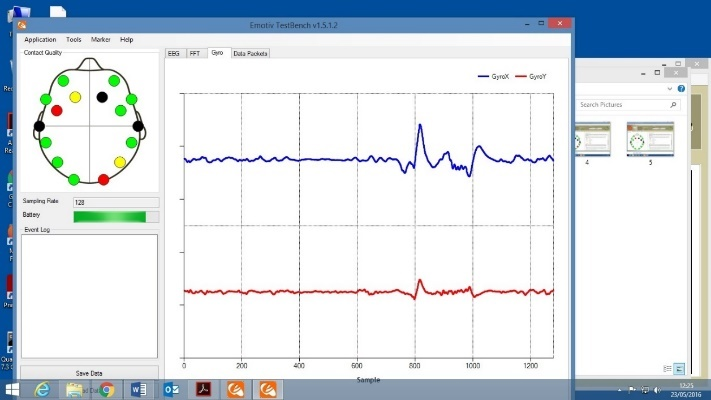 Emotiv TestBench v1.5.1.2
Application Tools Marker Help
Contact Quality
EEG FFT Gyro Data Packets
GyroX GyroY
Search Pictures
4 5
Sampling Rate 128
Battery
Event Log
Save Data
0 200 400 600 800 1000 1200
Sample
12:25
23/05/2016